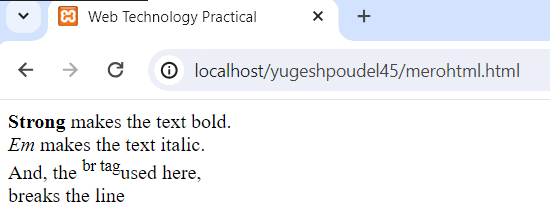 Web Technology Practical
localhost/yugeshpoudel45/merohtml.html
Strong makes the text bold.
Em makes the text italic.
And, the br tag used here,
breaks the line